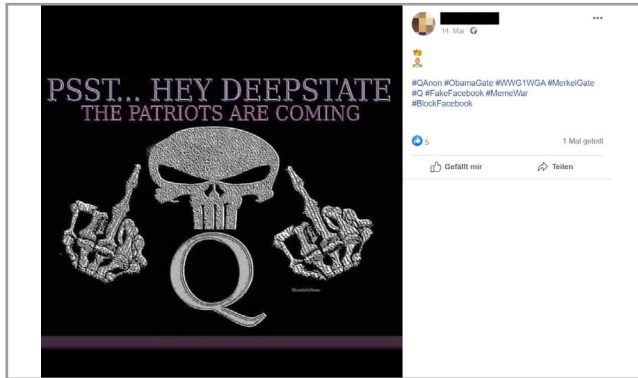 PSST... HEY DEEPSTATE
THE PATRIOTS ARE COMING
Q
14. Mai
#QAnon #ObamaGate #WWG1WGA #MerkelGate
#Q #FakeFacebook #MemeWar
#BlockFacebook
5
1 Mal geteilt
Gefällt mir
Teilen